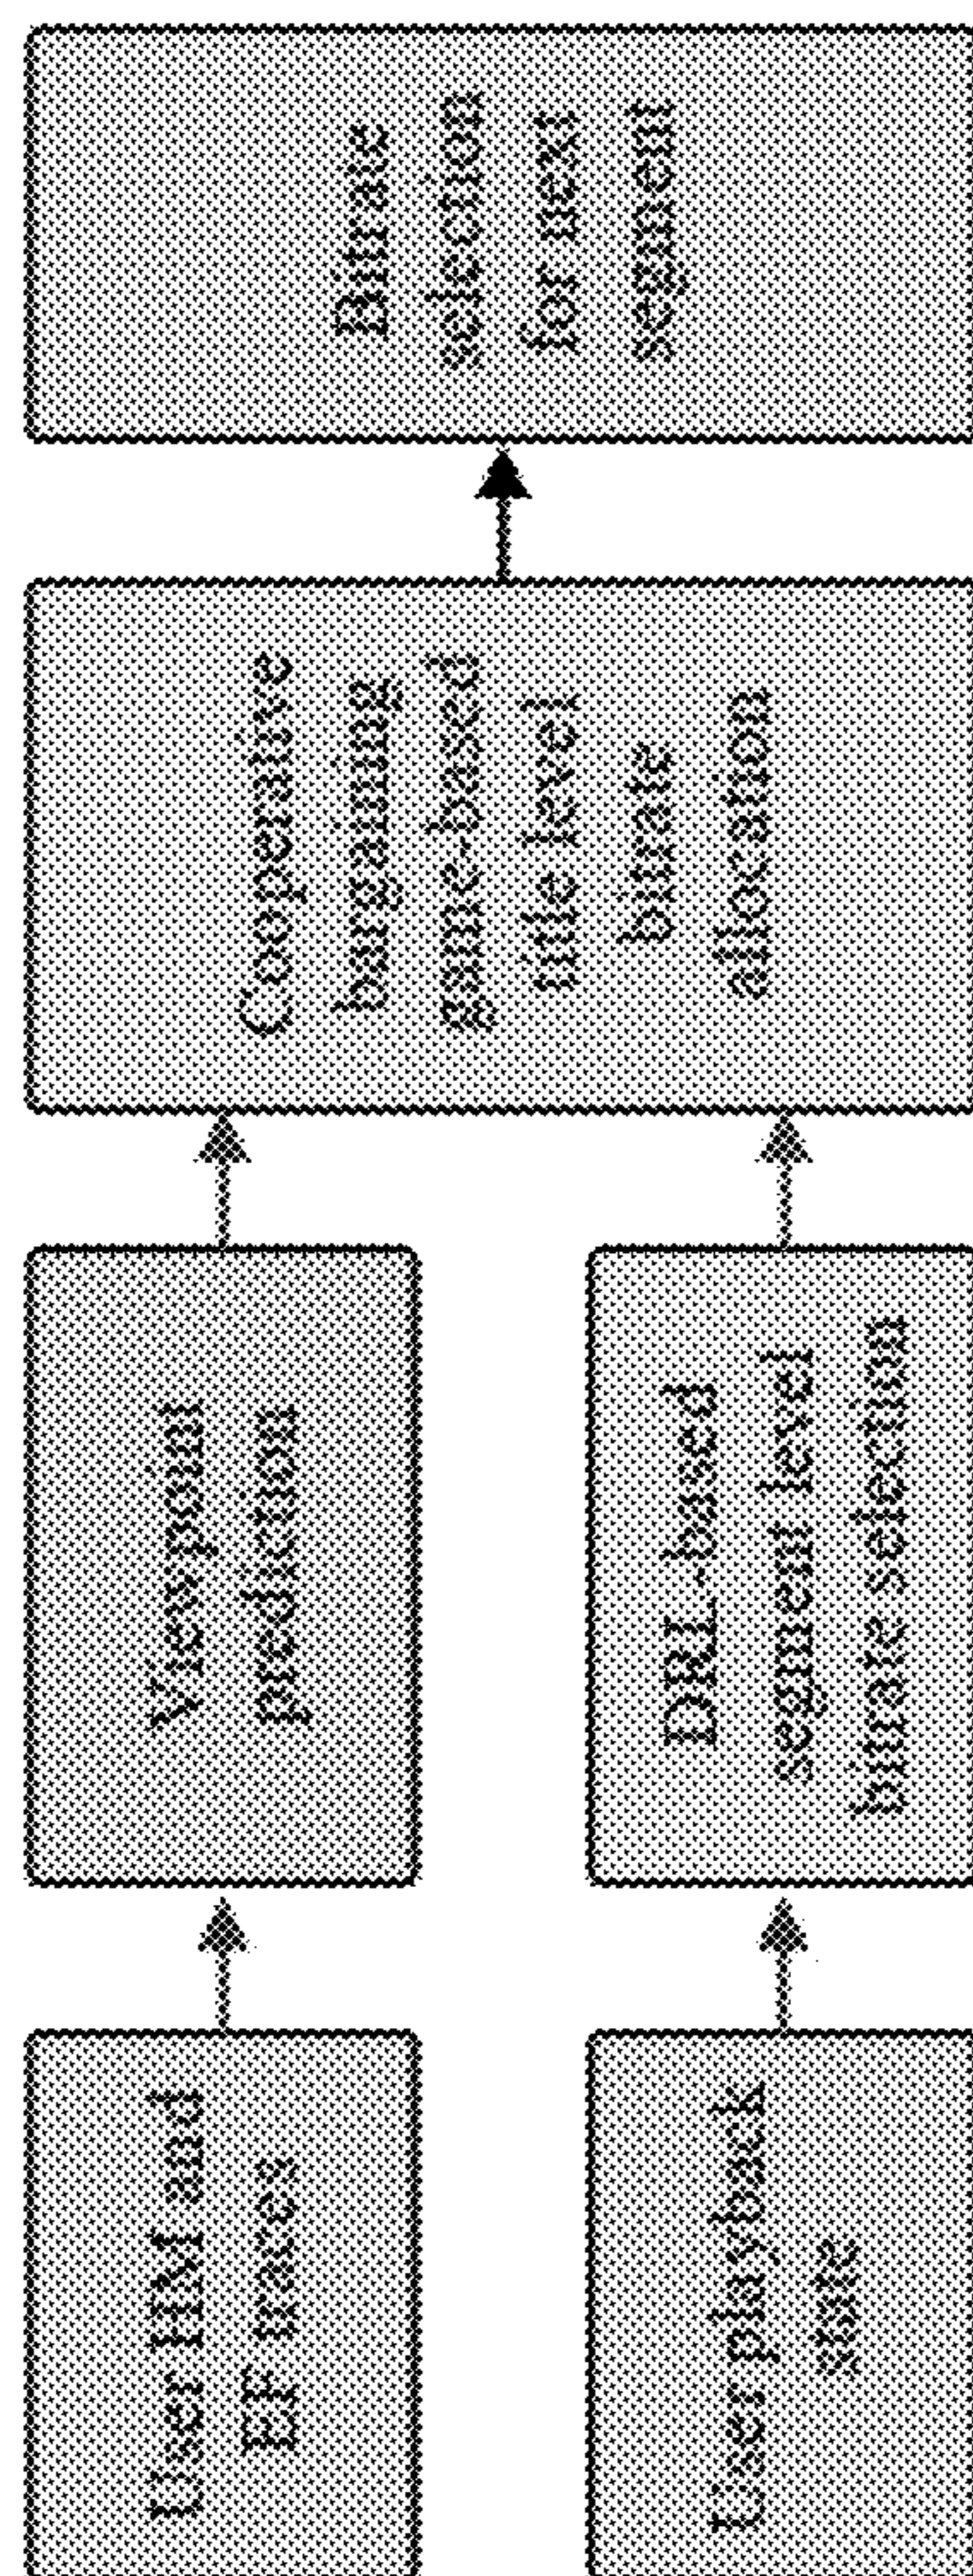 User HM and
EF traces
Viewpoint
prediction
User playback
state
DRL-based
segment level
bitrate selection
Cooperative
bargaining
game-based
tile level
bitrate
allocation
Bitrate
selection
for next
segment